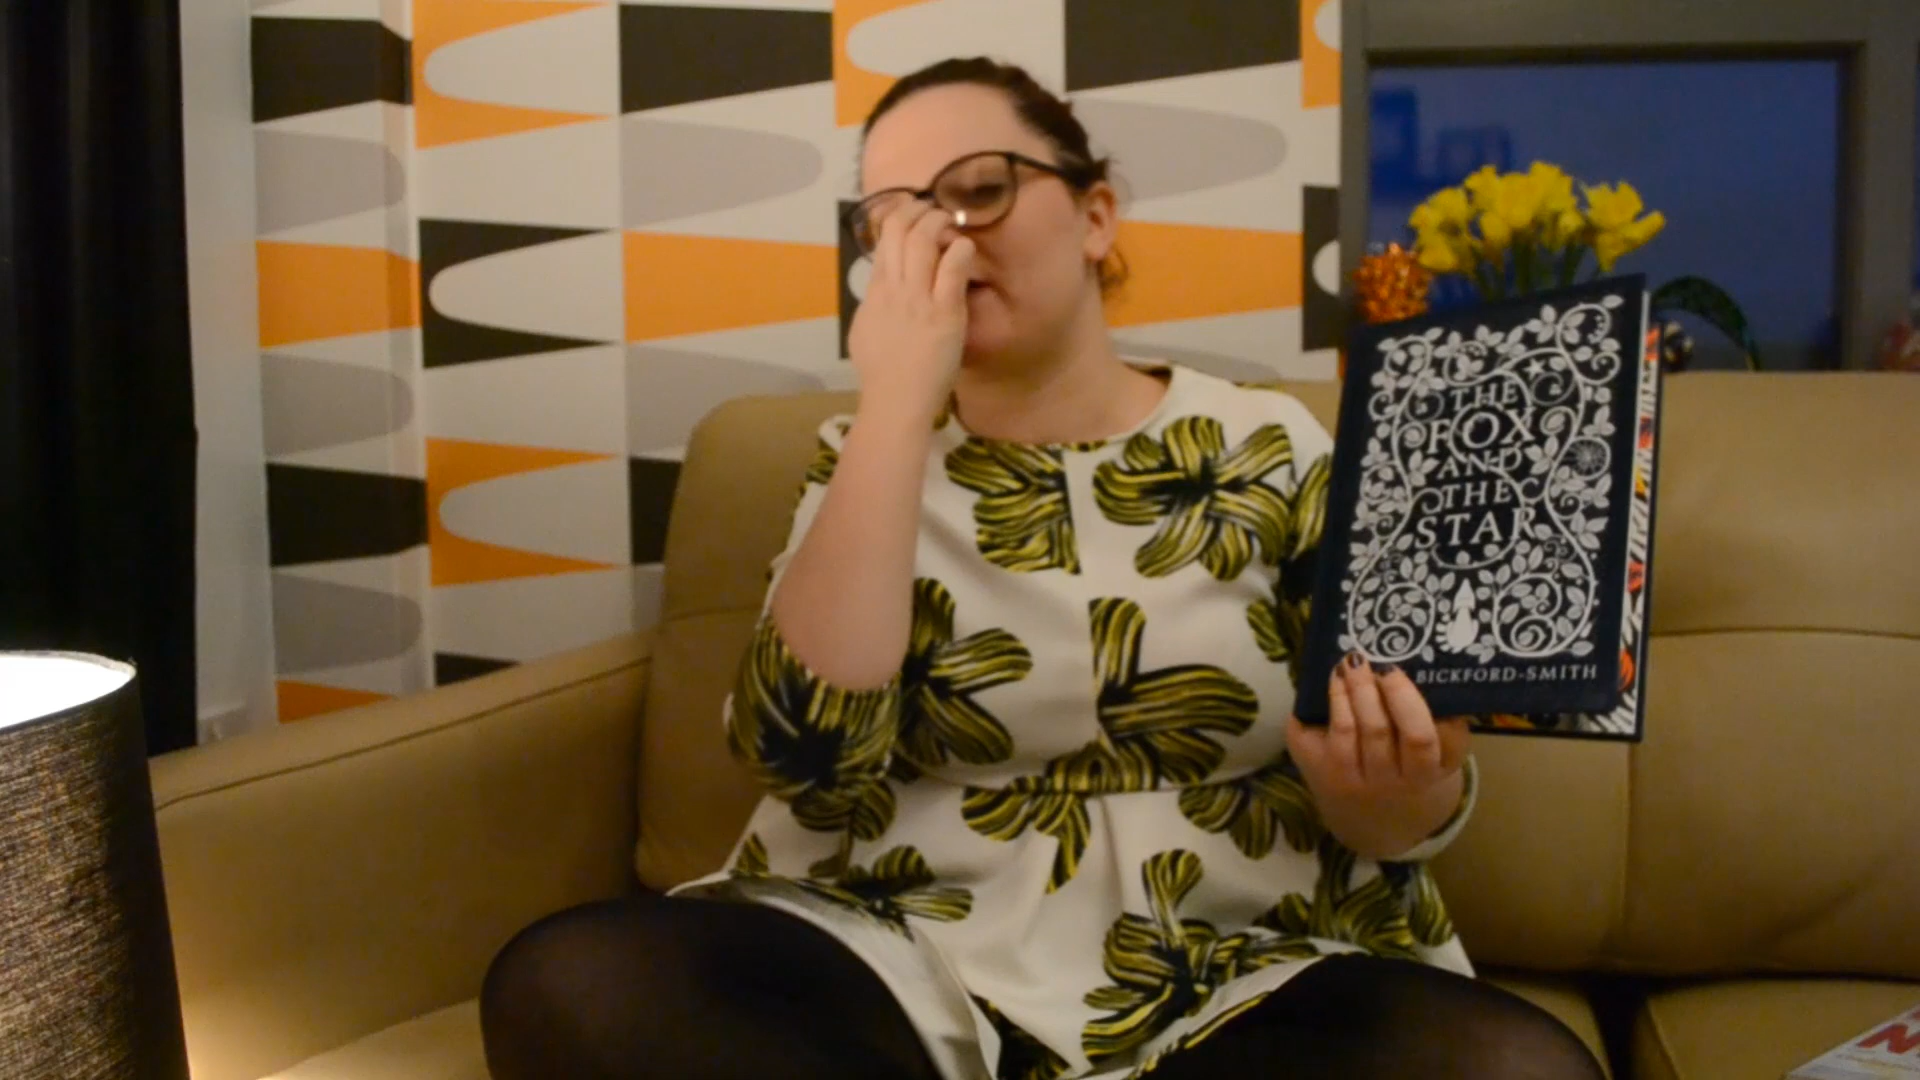 THE
FOX
AND
THE
STAR
BICKFORD-SMITH